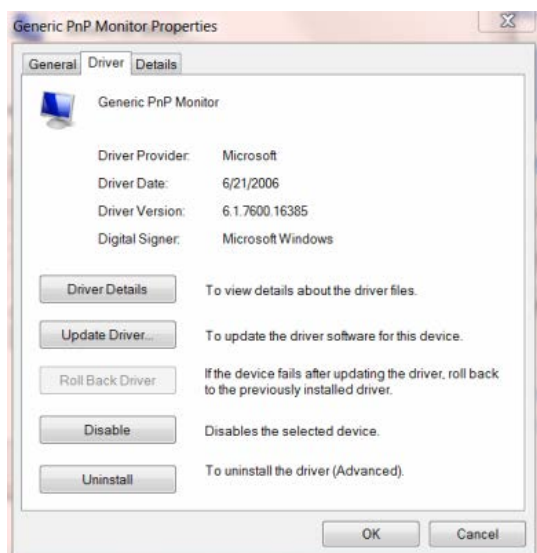 Generic PnP Monitor Properties
General Driver Details
Generic PnP Monitor
Driver Provider: Microsoft
Driver Date: 6/21/2006
Driver Version: 6.1.7600.16385
Digital Signer: Microsoft Windows
Driver Details To view details about the driver files.
Update Driver... To update the driver software for this device.
Roll Back Driver If the device fails after updating the driver, roll back
to the previously installed driver.
Disable Disables the selected device.
Uninstall To uninstall the driver (Advanced).
OK Cancel